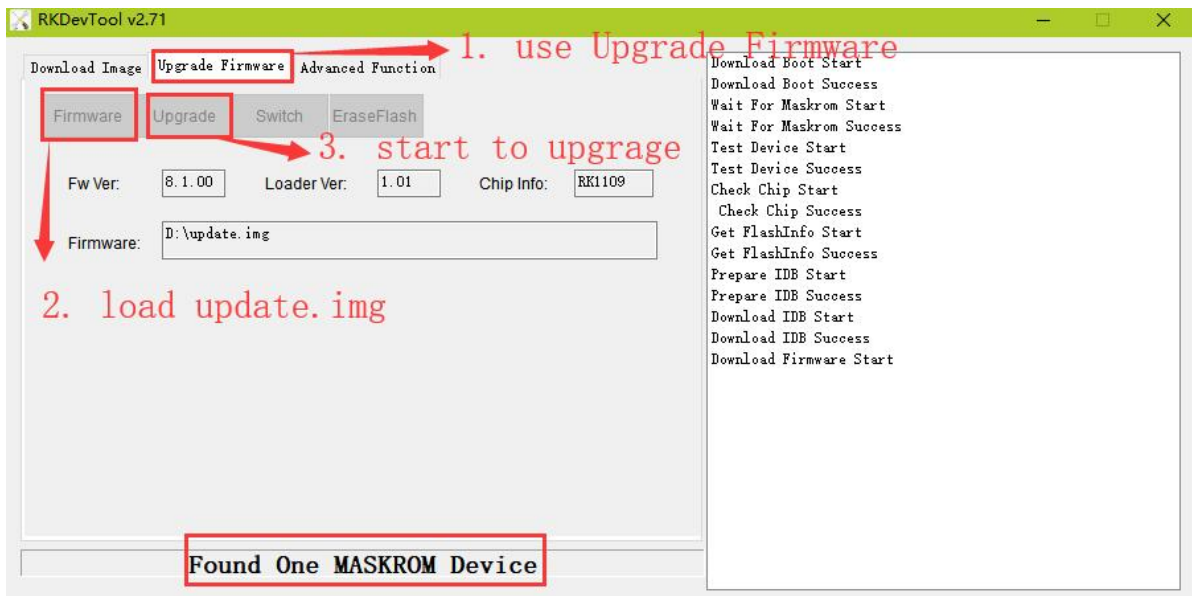 RKDevTool v2.71
1. use Upgrade Firmware
Download Image Upgrade Firmware Advanced Function
Firmware Upgrade Switch EraseFlash
3. start to upgrage
Fw Ver: 8.1.00 Loader Ver: 1.01 Chip Info: RK1109
Firmware: D:\update.img
2. load update.img
Found One MASKROM Device
Download Boot Start
Download Boot Success
Wait For Maskrom Start
Wait For Maskrom Success
Test Device Start
Test Device Success
Check Chip Start
Check Chip Success
Get FlashInfo Start
Get FlashInfo Success
Prepare IDB Start
Prepare IDB Success
Download IDB Start
Download IDB Success
Download Firmware Start